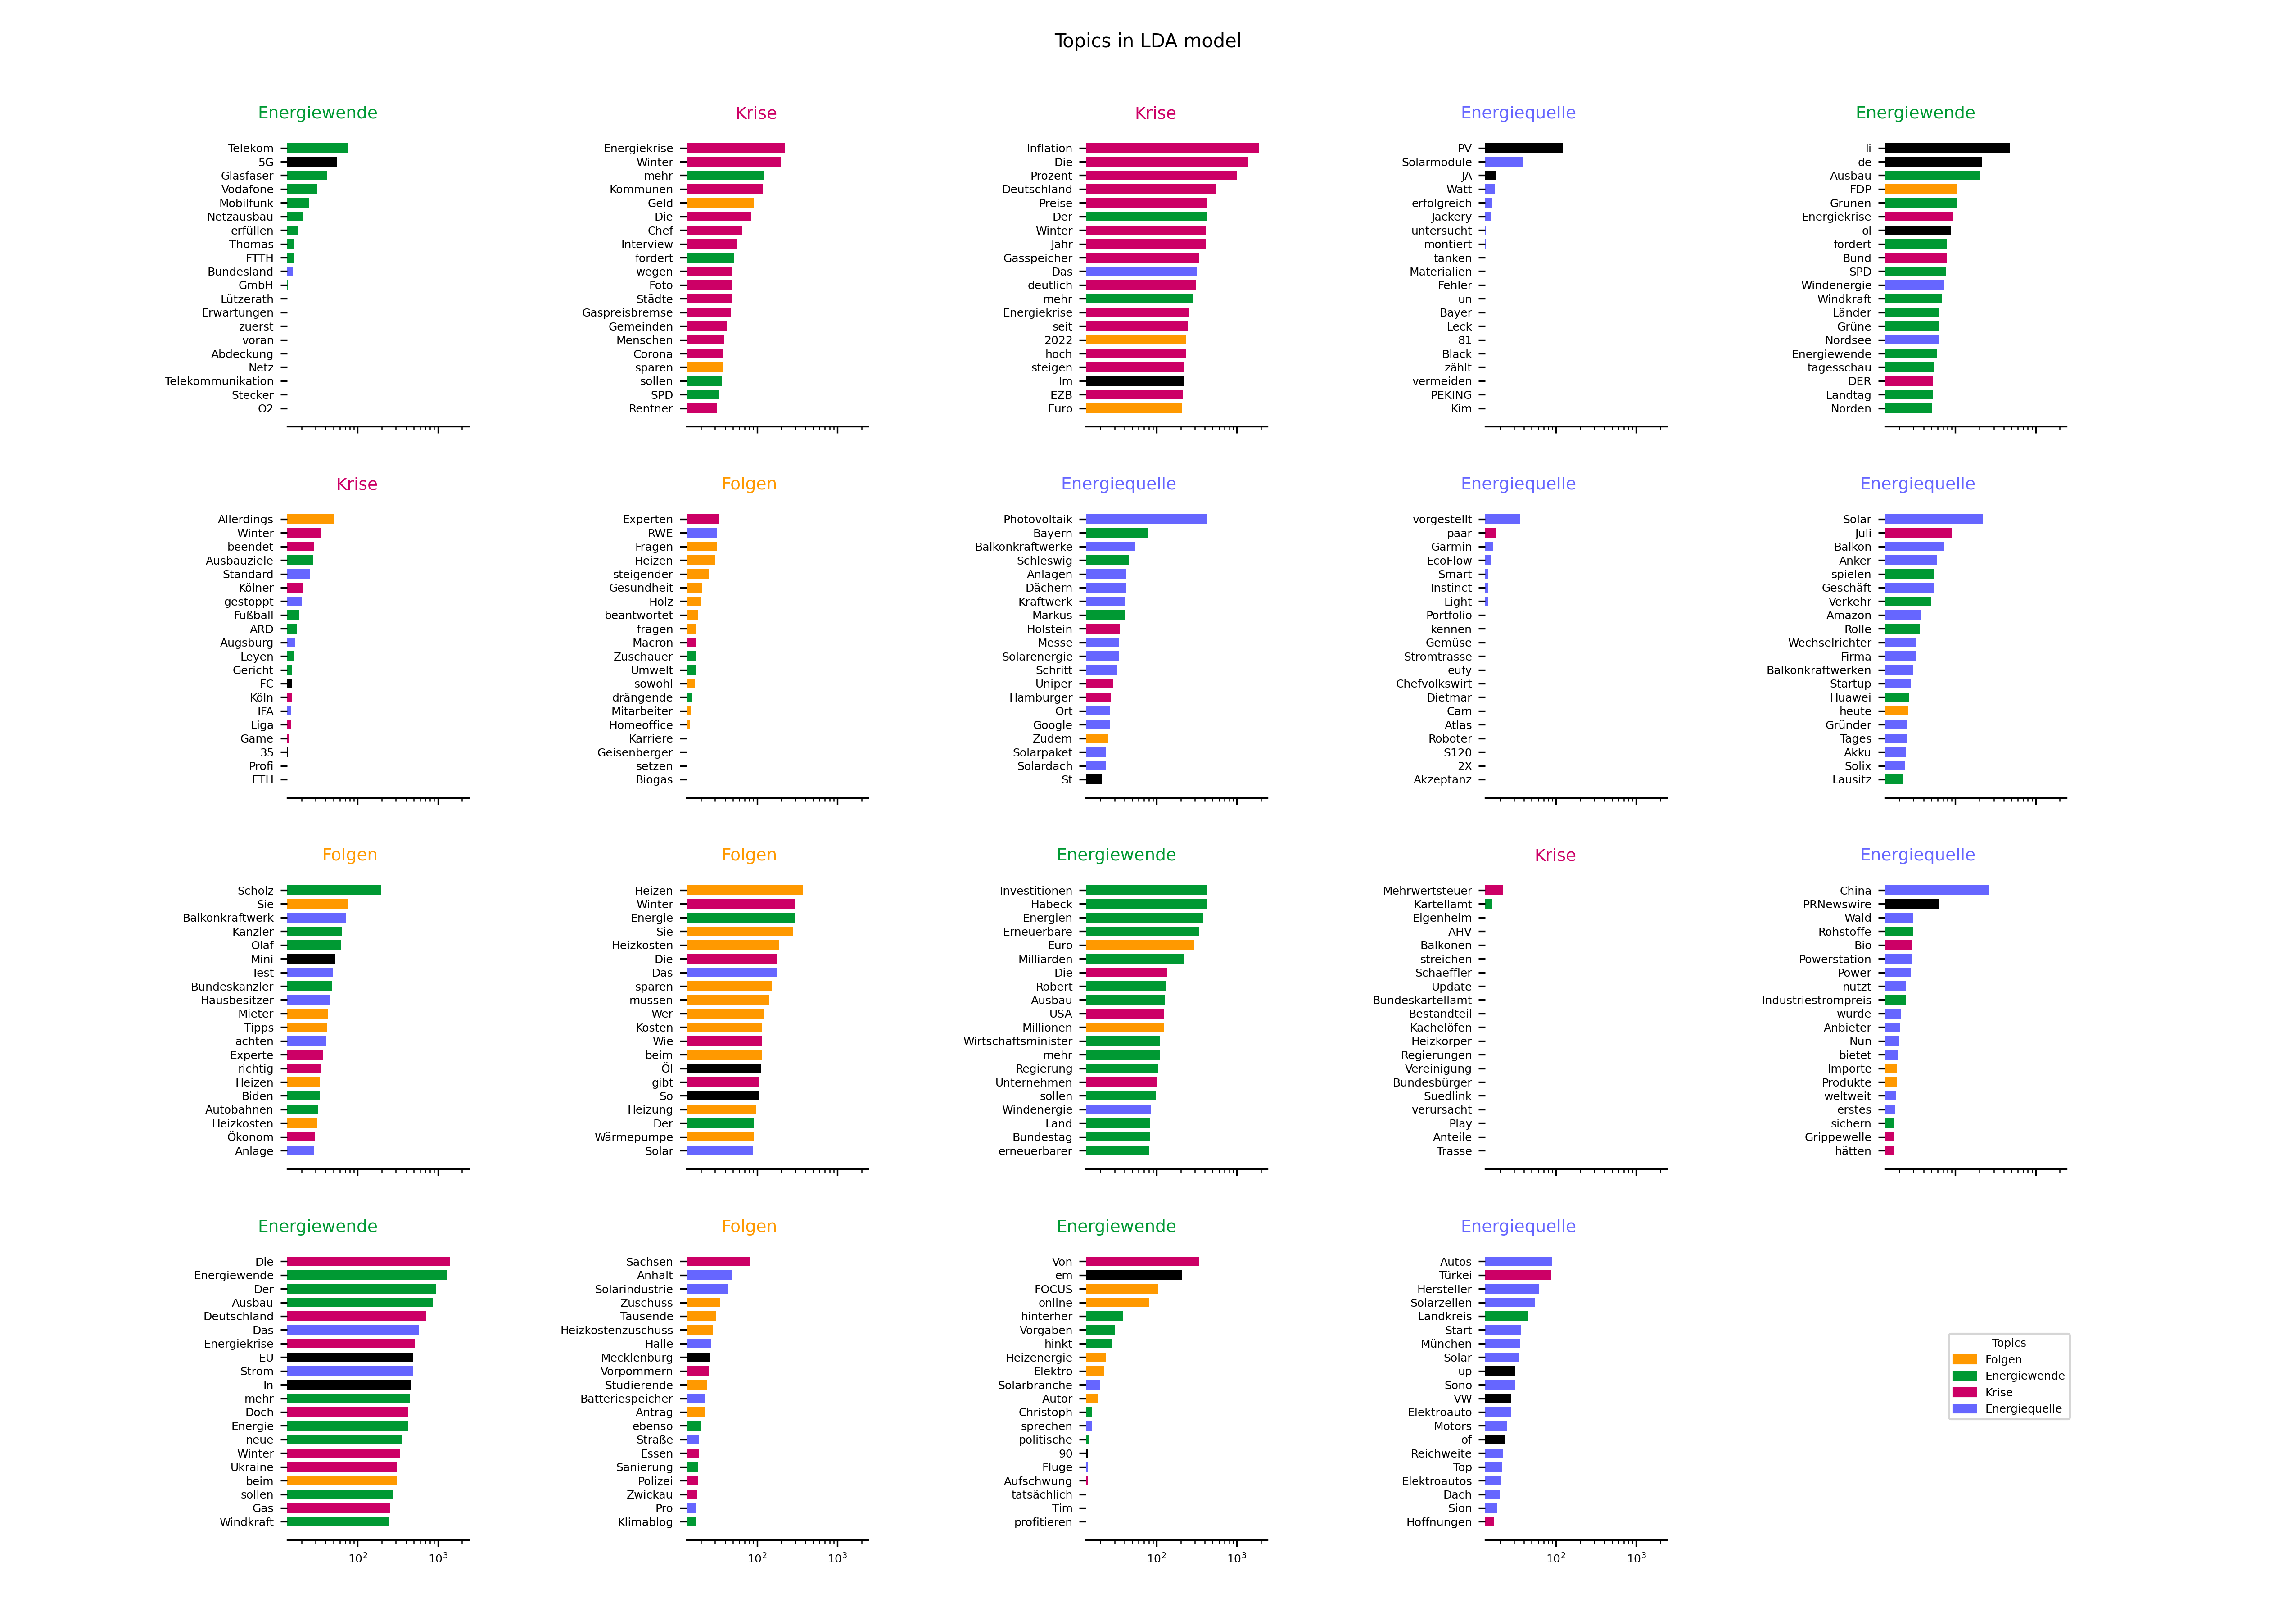 Topics in LDA model
Energiewende
Telekom
5G
Glasfaser
Vodafone
Mobilfunk
Netzausbau
erfüllen
Thomas
FTTH
Bundesland
GmbH
Lützerath
Erwartungen
zuerst
voran
Abdeckung
Netz
Telekommunikation
Stecker
O2
Krise
Energiekrise
Winter
mehr
Kommunen
Geld
Die
Chef
Interview
fordert
wegen
Foto
Städte
Gaspreisbremse
Gemeinden
Menschen
Corona
sparen
sollen
SPD
Rentner
Krise
Inflation
Die
Prozent
Deutschland
Preise
Der
Winter
Jahr
Gasspeicher
Das
deutlich
mehr
Energiekrise
seit
2022
hoch
steigen
Im
EZB
Euro
Energiequelle
PV
Solarmodule
JA
Watt
erfolgreich
Jackery
untersucht
montiert
tanken
Materialien
Fehler
un
Bayer
Leck
81
Black
zählt
vermeiden
PEKING
Kim
Energiewende
li
de
Ausbau
FDP
Grünen
Energiekrise
ol
fordert
Bund
SPD
Windenergie
Windkraft
Länder
Grüne
Nordsee
Energiewende
tagesschau
DER
Landtag
Norden
Krise
Allerdings
Winter
beendet
Ausbauziele
Standard
Kölner
gestoppt
Fußball
ARD
Augsburg
Leyen
Gericht
FC
Köln
IFA
Liga
Game
35
Profi
ETH
Folgen
Experten
RWE
Fragen
Heizen
steigender
Gesundheit
Holz
beantwortet
fragen
Macron
Zuschauer
Umwelt
sowohl
drängende
Mitarbeiter
Homeoffice
Karriere
Geisenberger
setzen
Biogas
Energiequelle
Photovoltaik
Bayern
Balkonkraftwerke
Schleswig
Anlagen
Dächern
Kraftwerk
Markus
Holstein
Messe
Solarenergie
Schritt
Uniper
Hamburger
Ort
Google
Zudem
Solarpaket
Solardach
St
Energiequelle
vorgestellt
paar
Garmin
EcoFlow
Smart
Instinct
Light
Portfolio
kennen
Gemüse
Stromtrasse
eufy
Chefvolkswirt
Dietmar
Cam
Atlas
Roboter
S120
2X
Akzeptanz
Energiequelle
Solar
Juli
Balkon
Anker
spielen
Geschäft
Verkehr
Amazon
Rolle
Wechselrichter
Firma
Balkonkraftwerken
Startup
Huawei
heute
Gründer
Tages
Akku
Solix
Lausitz
Folgen
Scholz
Sie
Balkonkraftwerk
Kanzler
Olaf
Mini
Test
Bundeskanzler
Hausbesitzer
Mieter
Tipps
achten
Experte
richtig
Heizen
Biden
Autobahnen
Heizkosten
Ökonom
Anlage
Folgen
Heizen
Winter
Energie
Sie
Heizkosten
Die
Das
sparen
müssen
Wer
Kosten
Wie
beim
Öl
gibt
So
Heizung
Der
Wärmepumpe
Solar
Energiewende
Investitionen
Habeck
Energien
Erneuerbare
Euro
Milliarden
Die
Robert
Ausbau
USA
Millionen
Wirtschaftsminister
mehr
Regierung
Unternehmen
sollen
Windenergie
Land
Bundestag
erneuerbarer
Krise
Mehrwertsteuer
Kartellamt
Eigenheim
AHV
Balkonen
streichen
Schaeffler
Update
Bundeskartellamt
Bestandteil
Kachelöfen
Heizkörper
Regierungen
Vereinigung
Bundesbürger
Suedlink
verursacht
Play
Anteile
Trasse
Energiequelle
China
PRNewswire
Wald
Rohstoffe
Bio
Powerstation
Power
nutzt
Industriestrompreis
wurde
Anbieter
Nun
bietet
Importe
Produkte
weltweit
erstes
sichern
Grippewelle
hätten
Energiewende
Die
Energiewende
Der
Ausbau
Deutschland
Das
Energiekrise
EU
Strom
In
mehr
Doch
Energie
neue
Winter
Ukraine
beim
sollen
Gas
Windkraft
10² 10³
Folgen
Sachsen
Anhalt
Solarindustrie
Zuschuss
Tausende
Heizkostenzuschuss
Halle
Mecklenburg
Vorpommern
Studierende
Batteriespeicher
Antrag
ebenso
Straße
Essen
Sanierung
Polizei
Zwickau
Pro
Klimablog
10² 10³
Energiewende
Von
em
FOCUS
online
hinterher
Vorgaben
hinkt
Heizenergie
Elektro
Solarbranche
Autor
Christoph
sprechen
politische
90
Flüge
Aufschwung
tatsächlich
Tim
profitieren
10² 10³
Energiequelle
Autos
Türkei
Hersteller
Solarzellen
Landkreis
Start
München
Solar
up
Sono
VW
Elektroauto
Motors
of
Reichweite
Top
Elektroautos
Dach
Sion
Hoffnungen
10² 10³
Topics
Folgen
Energiewende
Krise
Energiequelle